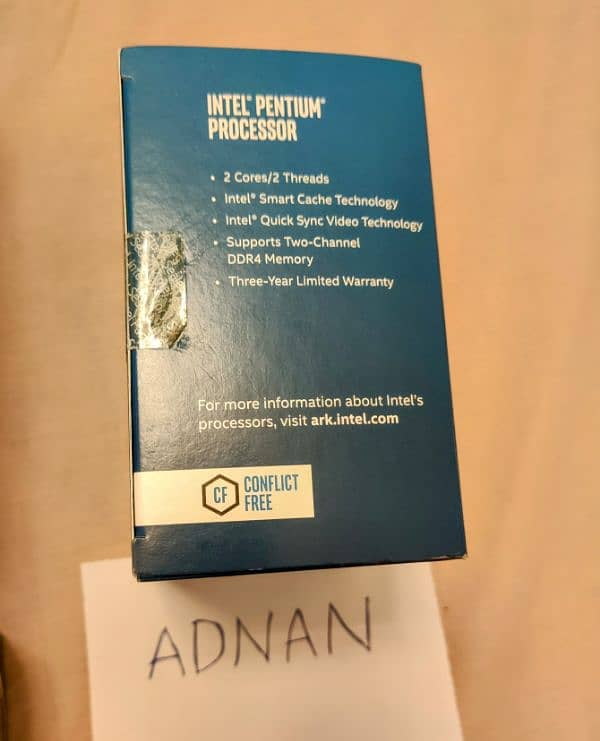 INTEL® PENTIUM®
PROCESSOR
• 2 Cores/2 Threads
• Intel® Smart Cache Technology
• Intel® Quick Sync Video Technology
• Supports Two-Channel
DDR4 Memory
• Three-Year Limited Warranty
For more information about Intel's
processors, visit ark.intel.com
CF CONFLICT
FREE
ADNAN